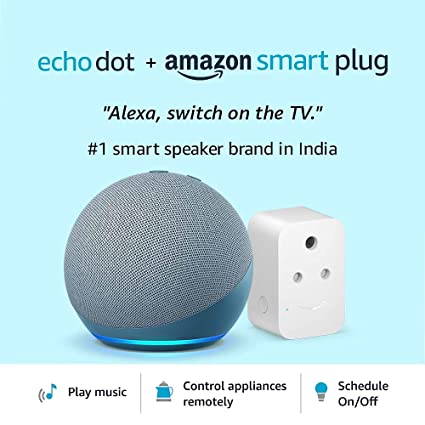 echo dot + amazon smart plug
"Alexa, switch on the TV."
#1 smart speaker brand in India
Play music
Control appliances
remotely
Schedule
On/Off